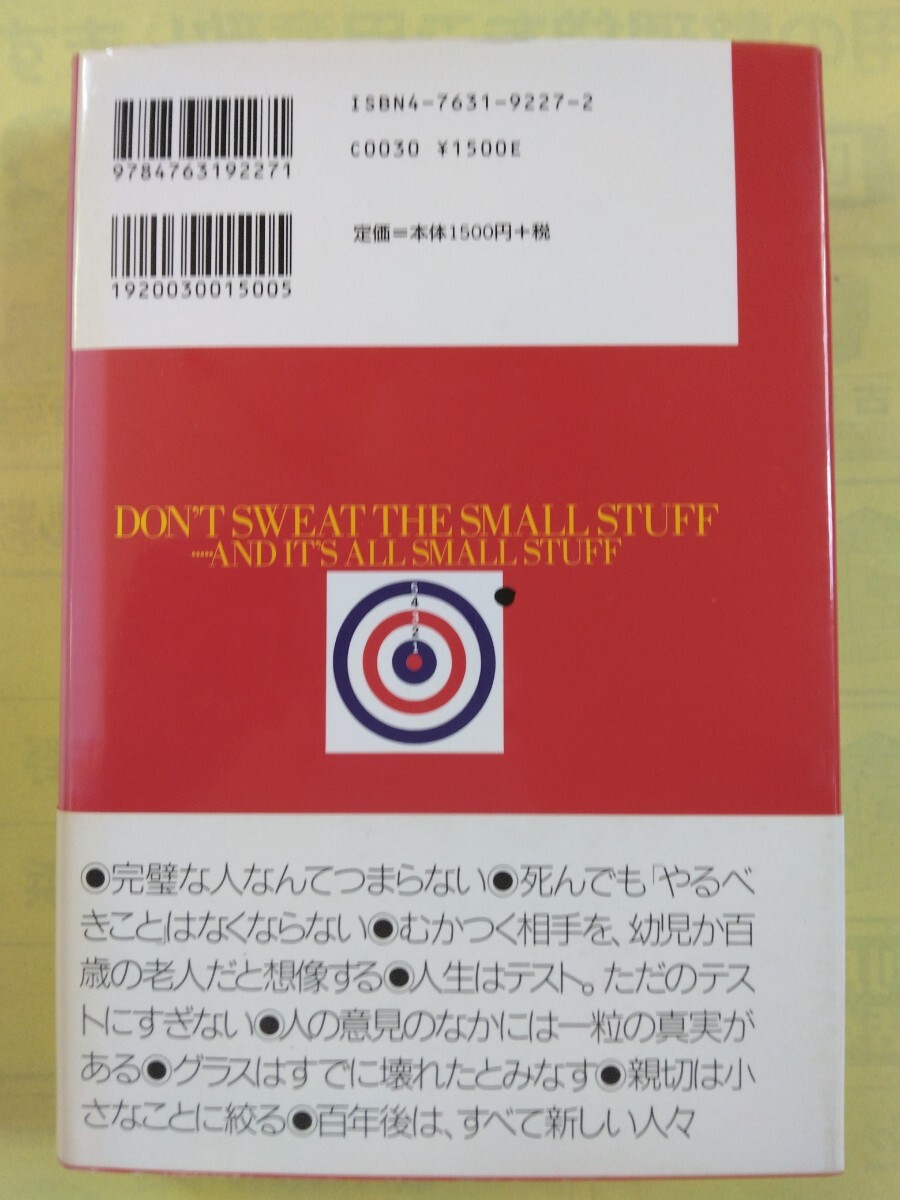 ISBN4-7631-9227-2
C0030 ¥1500E
9784763192271
定価=本体1500円+税
1920030015005
DON'T SWEAT THE SMALL STUFF
.....AND IT'S ALL SMALL STUFF
5
4
3
2
1
●完璧な人なんてつまらない●死んでも「やるべ
きこと」はなくならない●むかつく相手を、幼児か百
歳の老人だと想像する●人生はテスト。ただのテス
トにすぎない●人の意見のなかには一粒の真実が
ある●グラスはすでに壊れたとみなす●親切は小
さなことに絞る●百年後は、すべて新しい人々